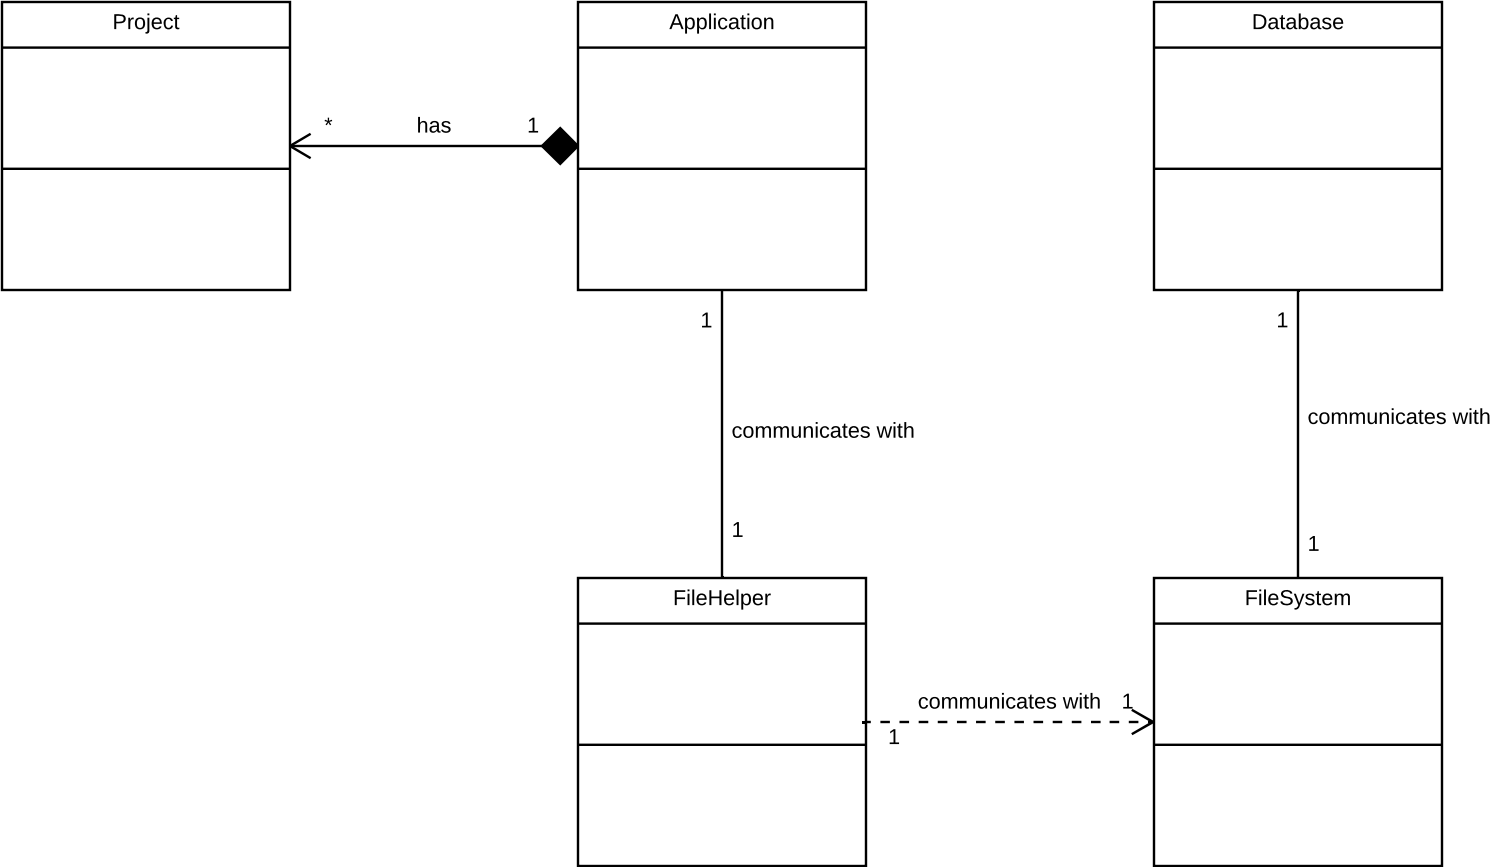 Project
Application
Database
* has 1
1
1
communicates with
communicates with
1
1
FileHelper
FileSystem
communicates with 1
1